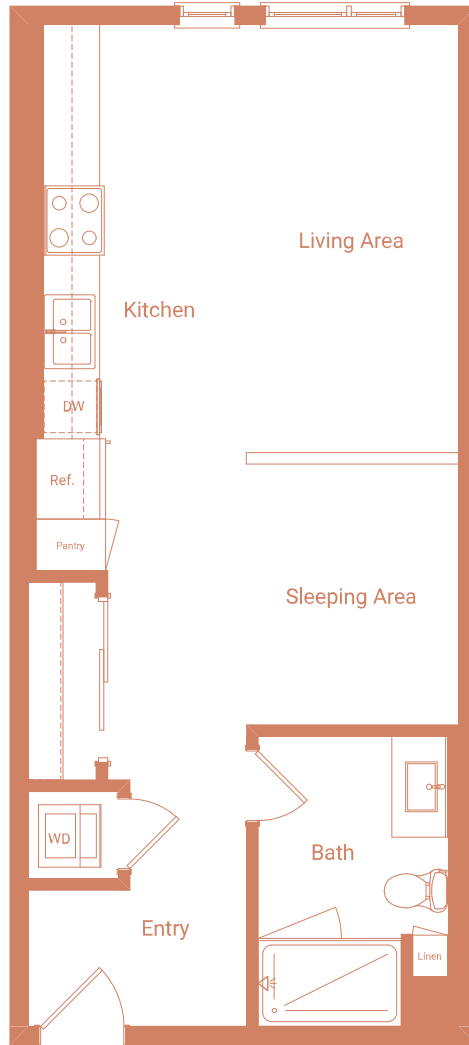 Living Area
Kitchen
DW
Ref.
Pantry
Sleeping Area
WD
Bath
Entry
Linen